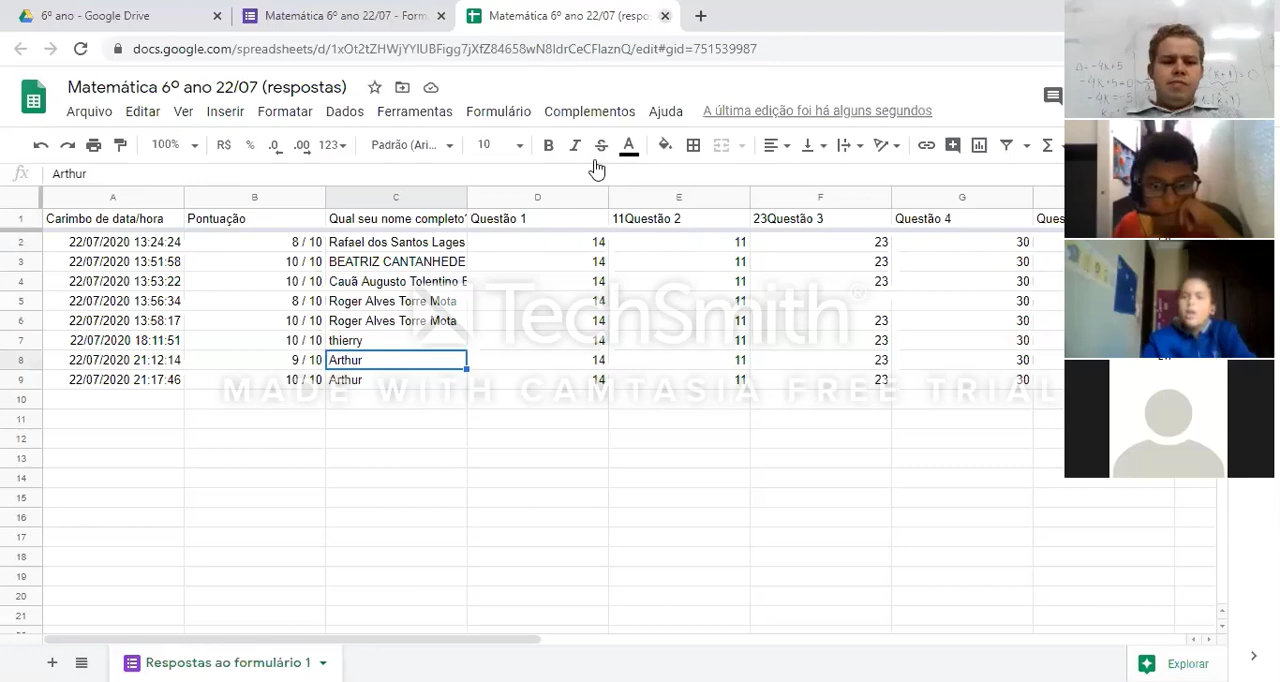 6º ano - Google Drive
Matemática 6º ano 22/07 - Form
Matemática 6º ano 22/07 (respo
docs.google.com/spreadsheets/d/1xOt2tZHWjYYlUBFigg7jXfZ84658wN8IdrCeCFlaznQ/edit#gid=751539987
Matemática 6º ano 22/07 (respostas)
Arquivo Editar Ver Inserir Formatar Dados Ferramentas Formulário Complementos Ajuda A última edição foi há alguns segundos
100% R$ % .0 .00 123 Padrão (Ari... 10 B I S A Σ
fx Arthur
A B C D E F G
1 Carimbo de data/hora Pontuação Qual seu nome completo Questão 1 11Questão 2 23Questão 3 Questão 4 Ques
2 22/07/2020 13:24:24 8 / 10 Rafael dos Santos Lages 14 11 23 30
3 22/07/2020 13:51:58 10 / 10 BEATRIZ CANTANHEDE 14 11 23 30
4 22/07/2020 13:53:22 10 / 10 Cauã Augusto Tolentino 14 11 23 30
5 22/07/2020 13:56:34 8 / 10 Roger Alves Torre Mota 14 11 30
6 22/07/2020 13:58:17 10 / 10 Roger Alves Torre Mota 14 11 23 30
7 22/07/2020 18:11:51 10 / 10 thierry 14 11 23 30
8 22/07/2020 21:12:14 9 / 10 Arthur 14 11 23 30
9 22/07/2020 21:17:46 10 / 10 Arthur 14 11 23 30
10
11
12
13
14
15
16
17
18
19
20
21
TechSmith®
MADE WITH CAMTASIA FREE TRIAL
Respostas ao formulário 1
Explorar